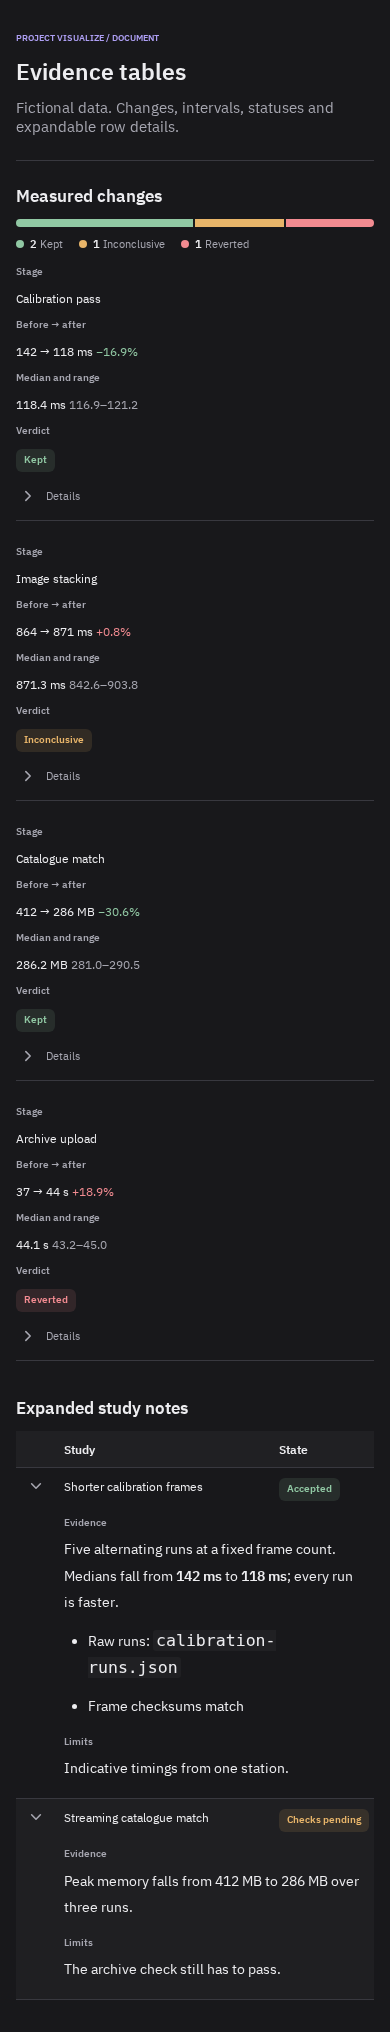 PROJECT VISUALIZE / DOCUMENT
Evidence tables
Fictional data. Changes, intervals, statuses and
expandable row details.
Measured changes
2 Kept 1 Inconclusive 1 Reverted
Stage
Calibration pass
Before → after
142 → 118 ms −16.9%
Median and range
118.4 ms 116.9–121.2
Verdict
Kept
Details
Stage
Image stacking
Before → after
864 → 871 ms +0.8%
Median and range
871.3 ms 842.6–903.8
Verdict
Inconclusive
Details
Stage
Catalogue match
Before → after
412 → 286 MB −30.6%
Median and range
286.2 MB 281.0–290.5
Verdict
Kept
Details
Stage
Archive upload
Before → after
37 → 44 s +18.9%
Median and range
44.1 s 43.2–45.0
Verdict
Reverted
Details
Expanded study notes
Study State
Shorter calibration frames Accepted
Evidence
Five alternating runs at a fixed frame count.
Medians fall from 142 ms to 118 ms; every run
is faster.
• Raw runs: calibration-
runs.json
• Frame checksums match
Limits
Indicative timings from one station.
Streaming catalogue match Checks pending
Evidence
Peak memory falls from 412 MB to 286 MB over
three runs.
Limits
The archive check still has to pass.